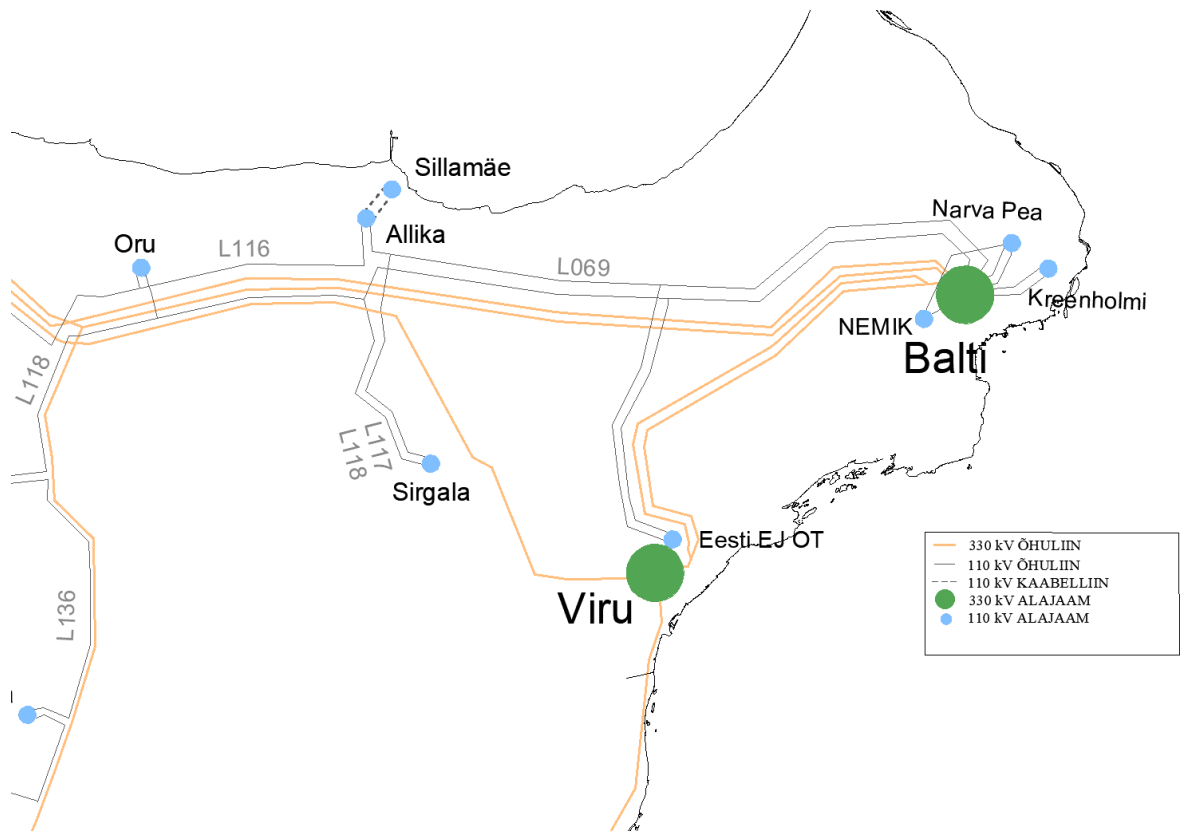 Sillamäe
Narva Pea
Allika
Oru
L116
L069
Kreenholmi
NEMIK
Balti
L118
L117
L118
Sirgala
Eesti EJ OT
Viru
L136
330 kV ÕHULIIN
110 kV ÕHULIIN
110 kV KAABELLIIN
330 kV ALAJAAM
110 kV ALAJAAM